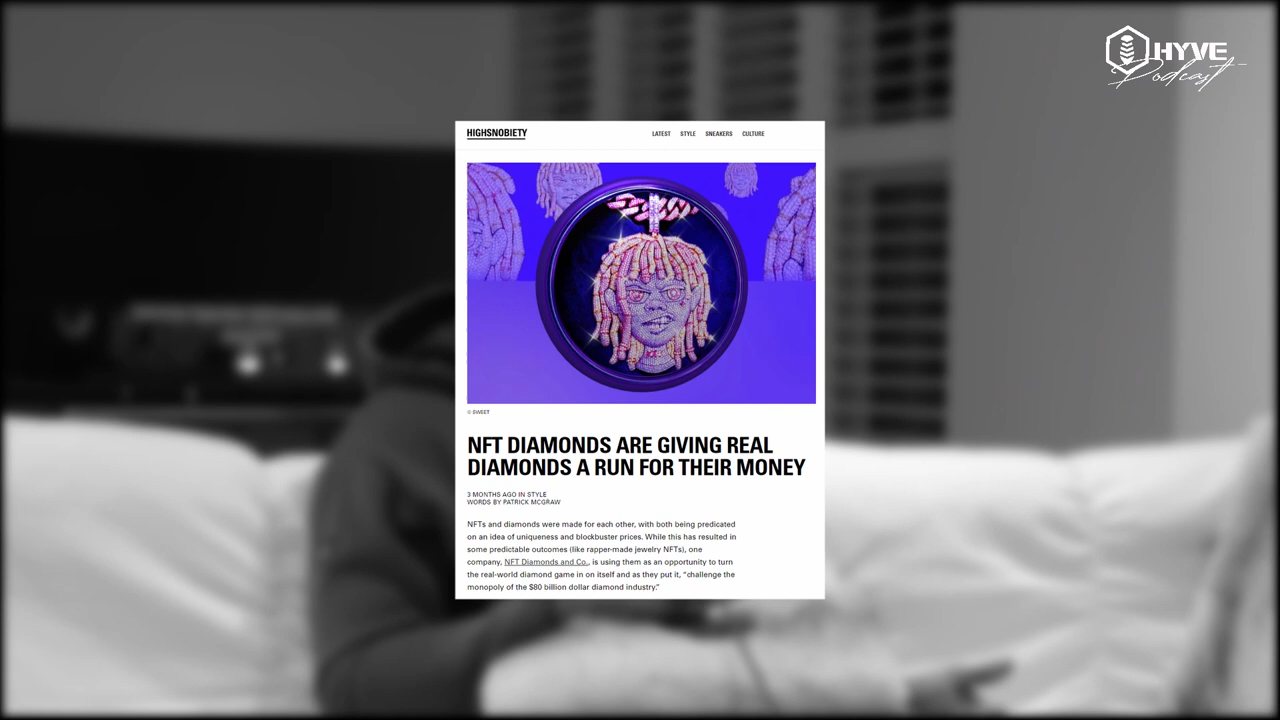 HYVE
Podcast
HIGHSNOBIETY
LATEST STYLE SNEAKERS CULTURE
© SWEET
NFT DIAMONDS ARE GIVING REAL
DIAMONDS A RUN FOR THEIR MONEY
3 MONTHS AGO IN STYLE
WORDS BY PATRICK MCGRAW
NFTs and diamonds were made for each other, with both being predicated
on an idea of uniqueness and blockbuster prices. While this has resulted in
some predictable outcomes (like rapper-made jewelry NFTs), one
company, NFT Diamonds and Co., is using them as an opportunity to turn
the real-world diamond game in on itself and as they put it, “challenge the
monopoly of the $80 billion dollar diamond industry.”